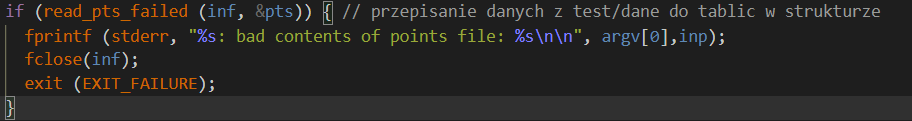 if (read_pts_failed (inf, &pts)) { // przepisanie danych z test/dane do tablic w strukturze
fprintf (stderr, "%s: bad contents of points file: %s\n\n", argv[0],inp);
fclose(inf);
exit (EXIT_FAILURE);
}